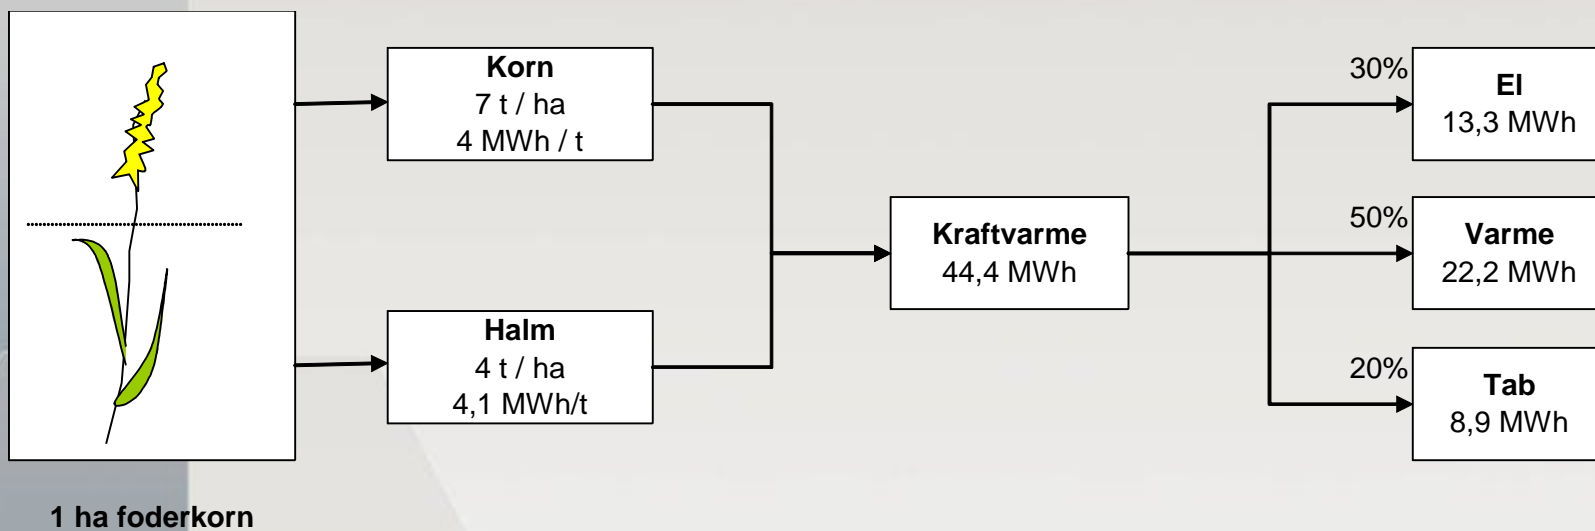 Korn
7 t / ha
4 MWh / t
Halm
4 t / ha
4,1 MWh/t
1 ha foderkorn
Kraftvarme
44,4 MWh
30%
El
13,3 MWh
50%
Varme
22,2 MWh
20%
Tab
8,9 MWh